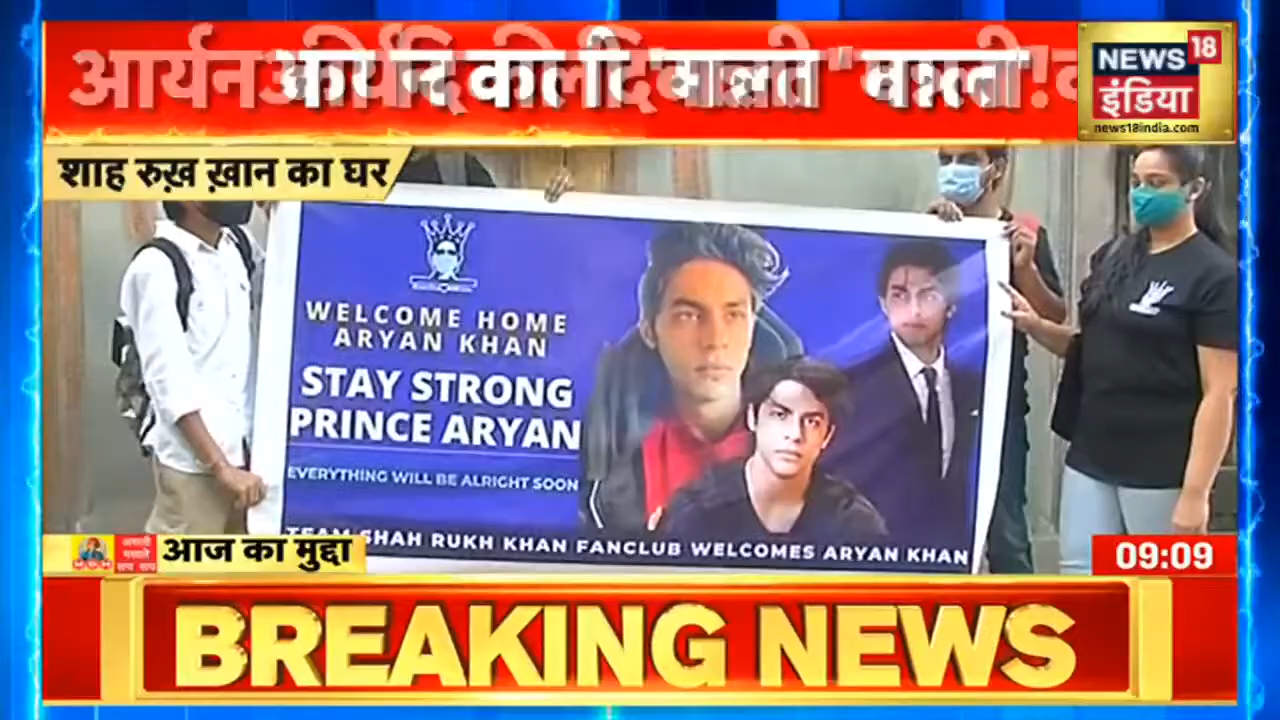 NEWS 18
इंडिया
news18india.com
शाह रुख़ ख़ान का घर
WELCOME HOME
ARYAN KHAN
STAY STRONG
PRINCE ARYAN
EVERYTHING WILL BE ALRIGHT SOON
TEAM SHAH RUKH KHAN FANCLUB WELCOMES ARYAN KHAN
आज का मुद्दा
09:09
BREAKING NEWS